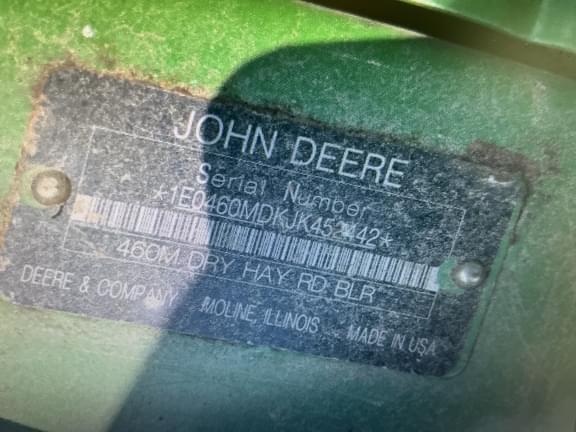 JOHN DEERE
Serial Number
460M DRY HAY RD BLR
DEERE & COMPANY MOLINE, ILLINOIS MADE IN USA